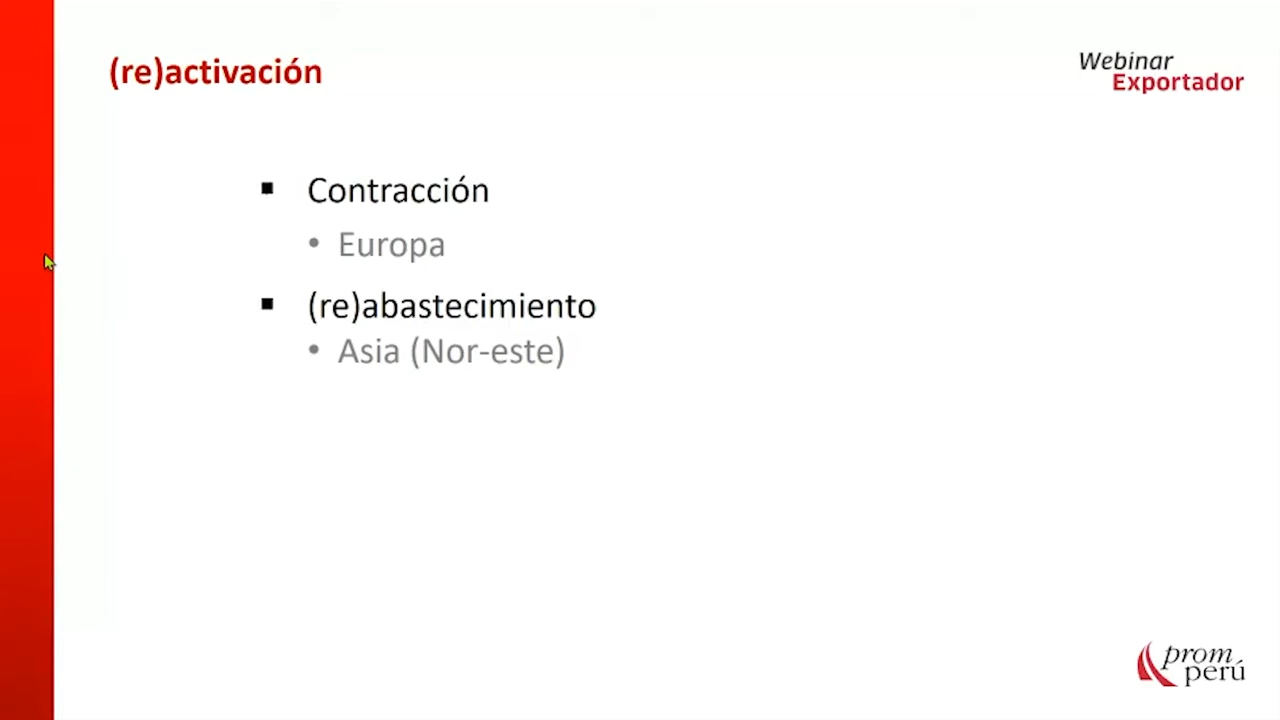 (re)activación
Webinar
Exportador
▪ Contracción
• Europa
▪ (re)abastecimiento
• Asia (Nor-este)
prom
perú